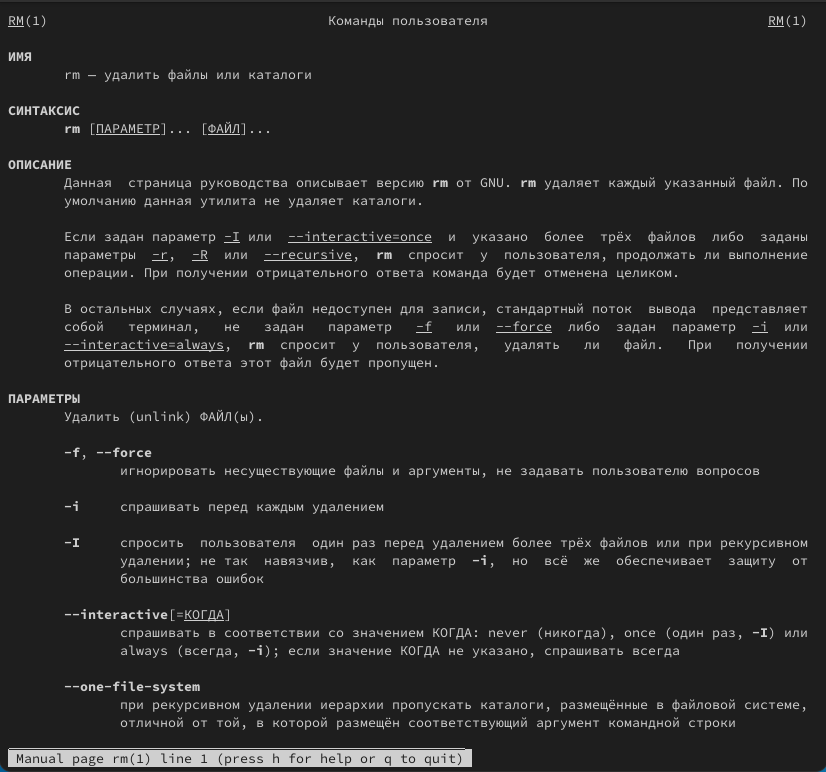 RM(1) Команды пользователя RM(1)
ИМЯ
rm — удалить файлы или каталоги
СИНТАКСИС
rm [ПАРАМЕТР]... [ФАЙЛ]...
ОПИСАНИЕ
Данная страница руководства описывает версию rm от GNU. rm удаляет каждый указанный файл. По
умолчанию данная утилита не удаляет каталоги.
Если задан параметр -I или --interactive=once и указано более трёх файлов либо заданы
параметры -r, -R или --recursive, rm спросит у пользователя, продолжать ли выполнение
операции. При получении отрицательного ответа команда будет отменена целиком.
В остальных случаях, если файл недоступен для записи, стандартный поток вывода представляет
собой терминал, не задан параметр -f или --force либо задан параметр -i или
--interactive=always, rm спросит у пользователя, удалять ли файл. При получении
отрицательного ответа этот файл будет пропущен.
ПАРАМЕТРЫ
Удалить (unlink) ФАЙЛ(ы).
-f, --force
игнорировать несуществующие файлы и аргументы, не задавать пользователю вопросов
-i спрашивать перед каждым удалением
-I спросить пользователя один раз перед удалением более трёх файлов или при рекурсивном
удалении; не так навязчив, как параметр -i, но всё же обеспечивает защиту от
большинства ошибок
--interactive[=КОГДА]
спрашивать в соответствии со значением КОГДА: never (никогда), once (один раз, -I) или
always (всегда, -i); если значение КОГДА не указано, спрашивать всегда
--one-file-system
при рекурсивном удалении иерархии пропускать каталоги, размещённые в файловой системе,
отличной от той, в которой размещён соответствующий аргумент командной строки
Manual page rm(1) line 1 (press h for help or q to quit)